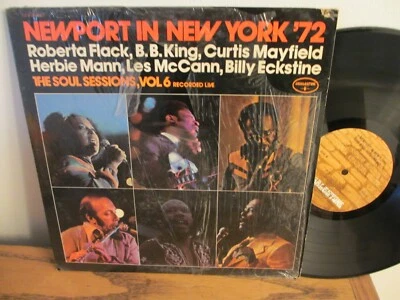 NEWPORT IN NEW YORK '72
Roberta Flack, B.B. King, Curtis Mayfield
Herbie Mann, Les McCann, Billy Eckstine
THE SOUL SESSIONS, VOL 6 RECORDED LIVE